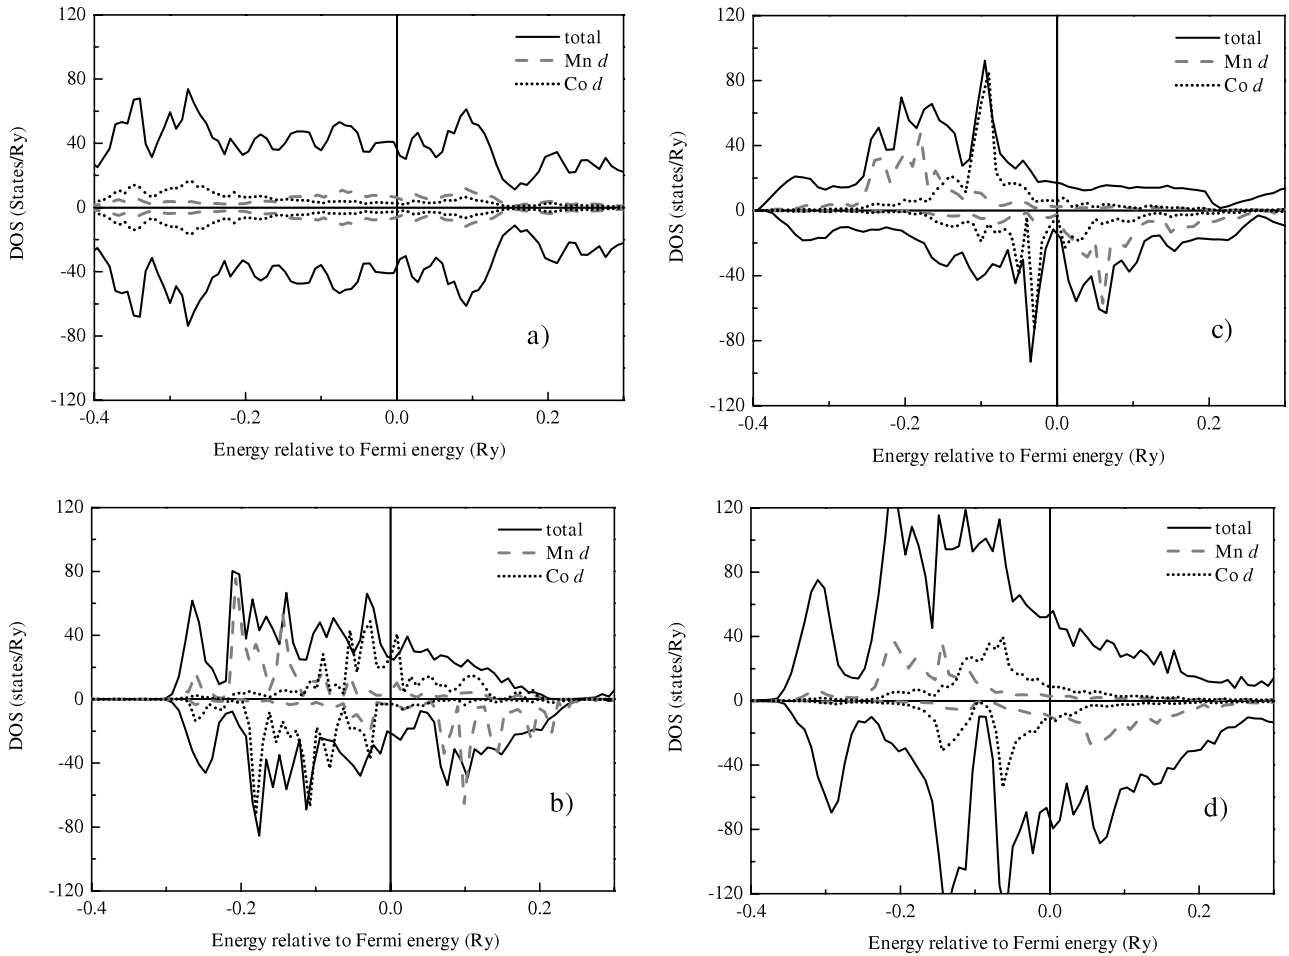 120
80
40
0
-40
-80
-120
DOS (States/Ry)
total
Mn d
Co d
a)
-0.4
-0.2
0.0
0.2
Energy relative to Fermi energy (Ry)
120
80
40
0
-40
-80
-120
DOS (states/Ry)
total
Mn d
Co d
c)
-0.4
-0.2
0.0
0.2
Energy relative to Fermi energy (Ry)
120
80
40
0
-40
-80
-120
DOS (states/Ry)
total
Mn d
Co d
b)
-0.4
-0.2
0.0
0.2
Energy relative to Fermi energy (Ry)
120
80
40
0
-40
-80
-120
DOS (states/Ry)
total
Mn d
Co d
d)
-0.4
-0.2
0.0
0.2
Energy relative to Fermi energy (Ry)